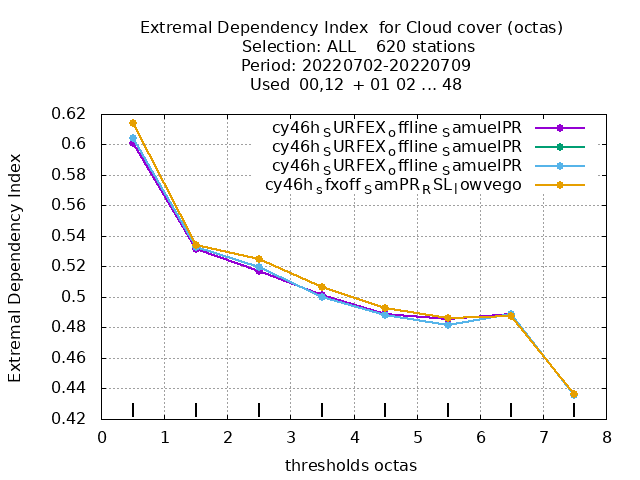 Extremal Dependency Index  for Cloud cover (octas)
Selection: ALL    620 stations
Period: 20220702-20220709
Used  00,12  + 01 02 ... 48
0.62
0.6
0.58
0.56
0.54
0.52
0.5
0.48
0.46
0.44
0.42
Extremal Dependency Index
cy46h_SURFEX_offline_SamuelPR
cy46h_SURFEX_offline_SamuelPR
cy46h_SURFEX_offline_SamuelPR
cy46h_sfxoff_SamPR_RSL_lowvego
0 1 2 3 4 5 6 7 8
thresholds octas